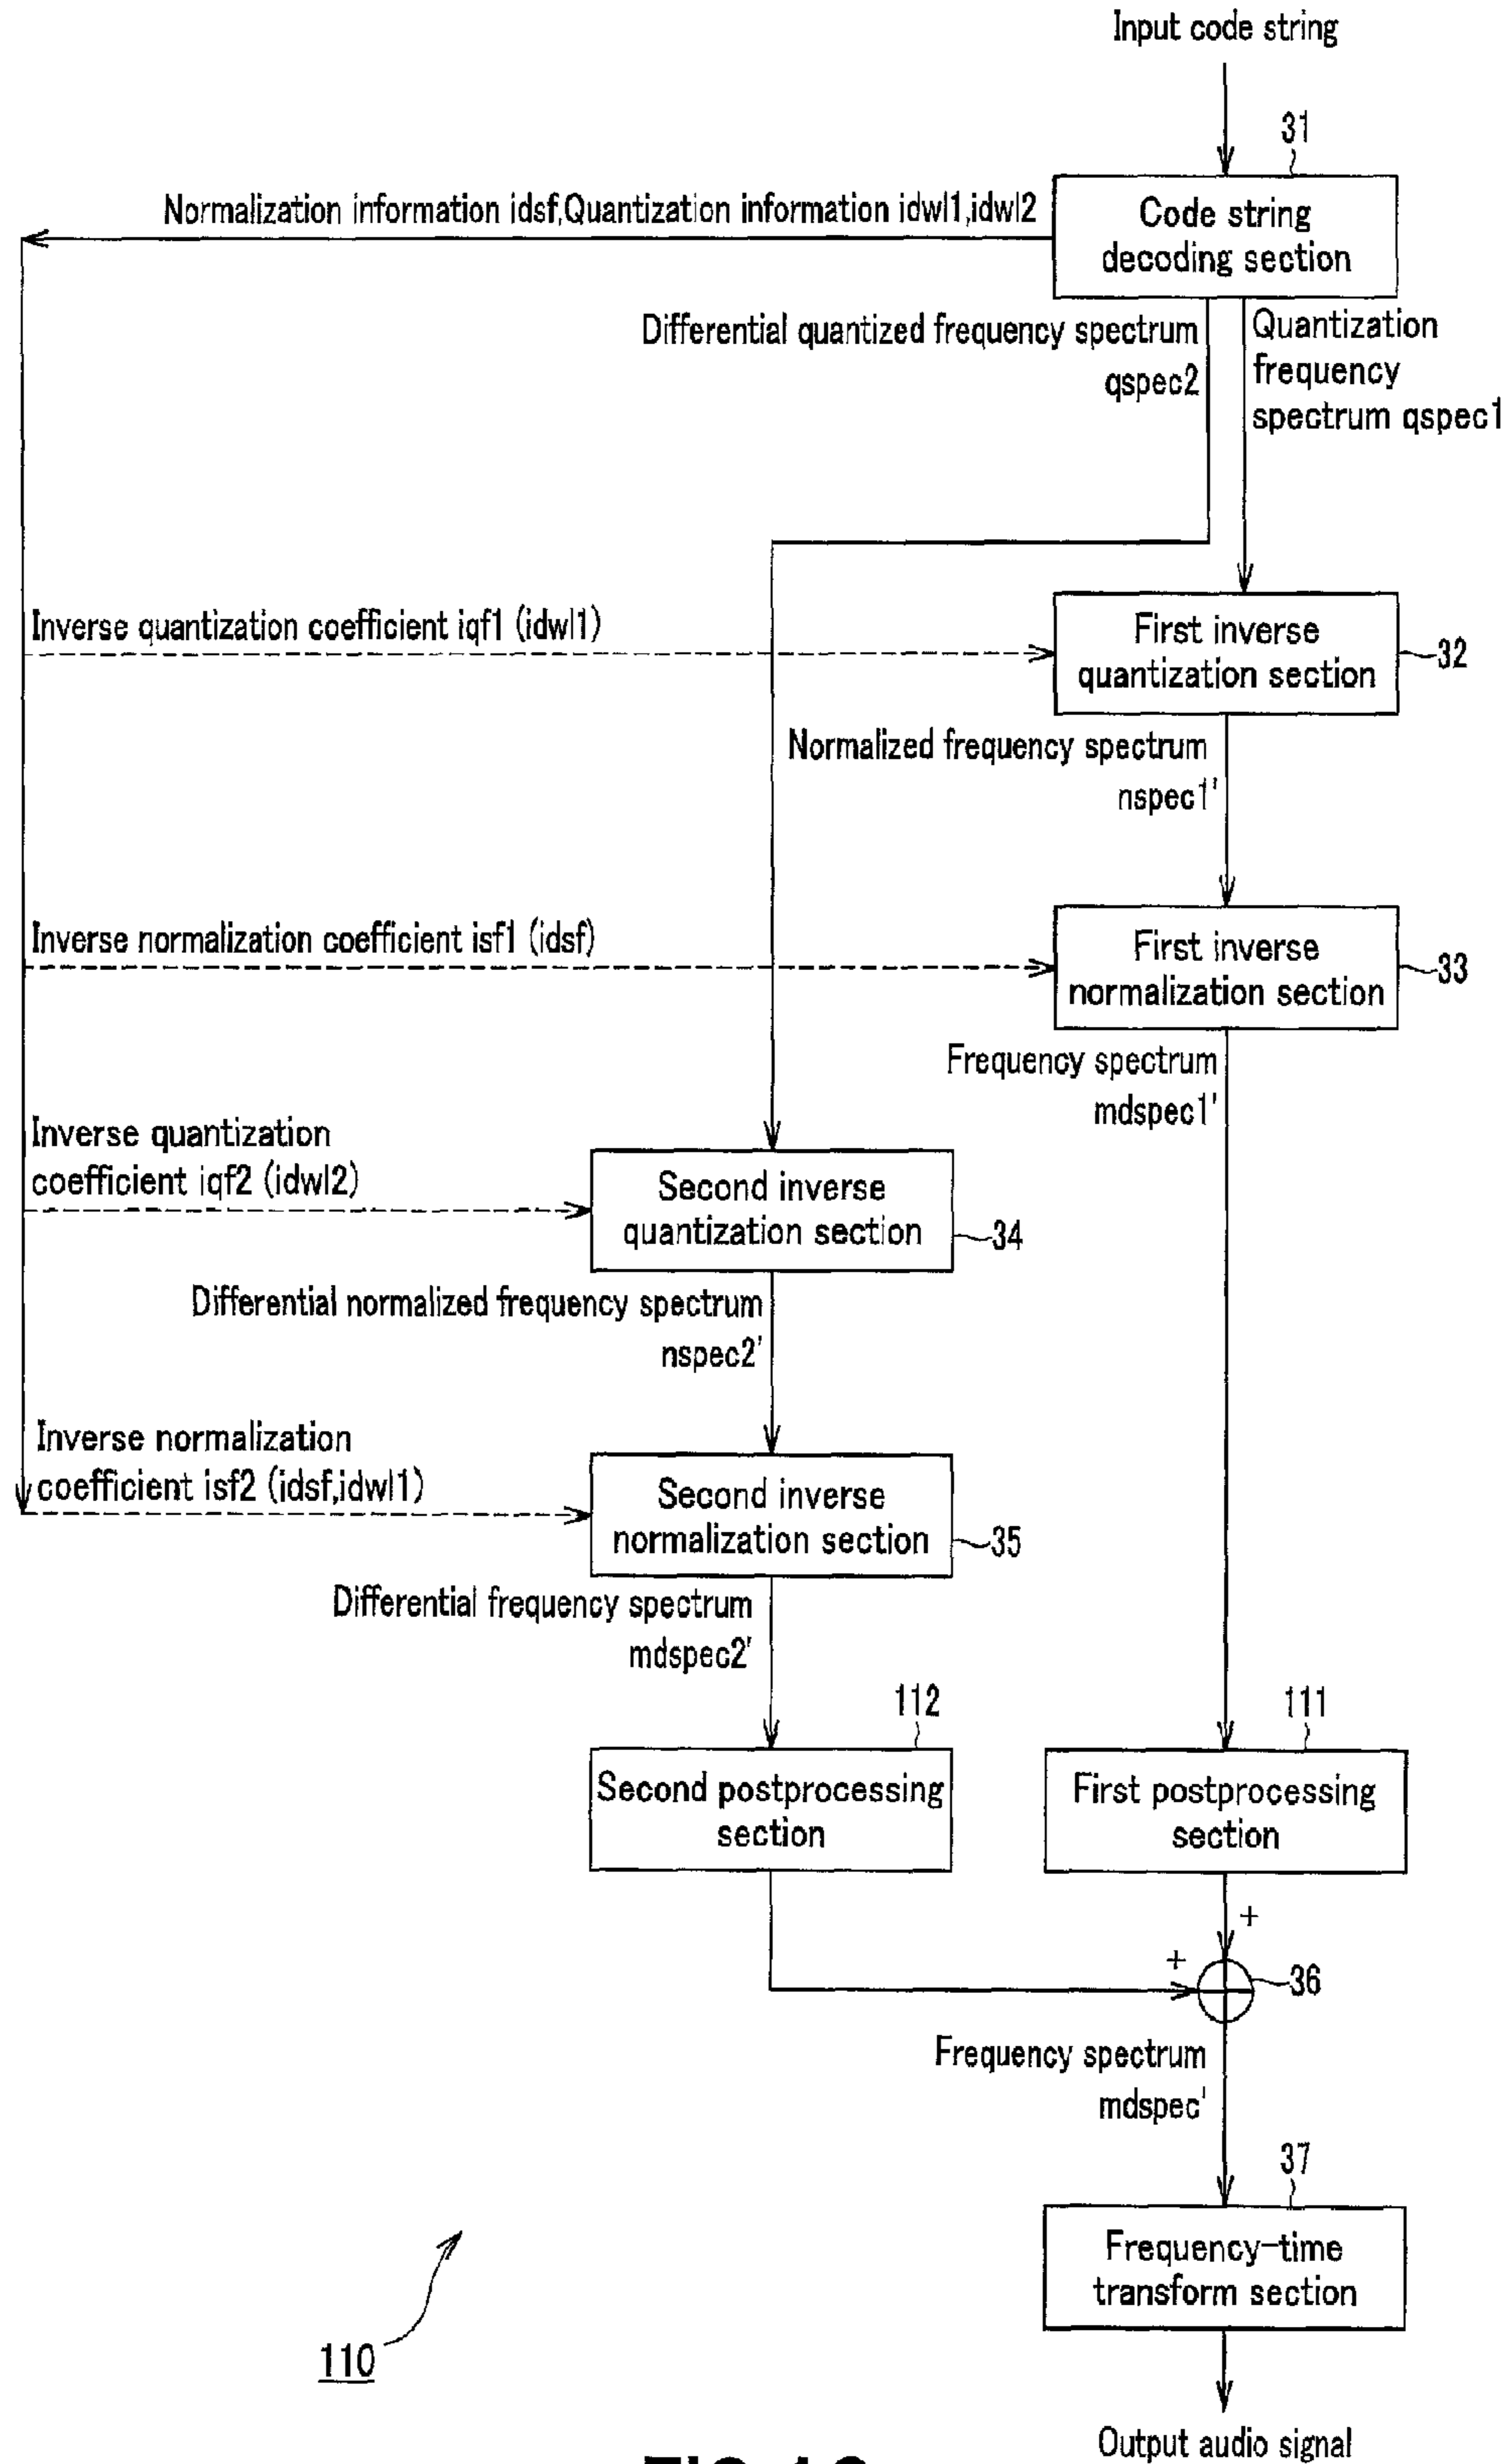 Input code string
31
Normalization information idsf,Quantization information idwl1,idwl2
Code string
decoding section
Differential quantized frequency spectrum
qspec2
Quantization
frequency
spectrum qspec1
Inverse quantization coefficient iqf1 (idwl1)
First inverse
quantization section
32
Normalized frequency spectrum
nspec1'
Inverse normalization coefficient isf1 (idsf)
First inverse
normalization section
33
Frequency spectrum
mdspec1'
Inverse quantization
coefficient iqf2 (idwl2)
Second inverse
quantization section
34
Differential normalized frequency spectrum
nspec2'
Inverse normalization
coefficient isf2 (idsf,idwl1)
Second inverse
normalization section
35
Differential frequency spectrum
mdspec2'
112
111
Second postprocessing
section
First postprocessing
section
+
+
36
Frequency spectrum
mdspec'
37
Frequency-time
transform section
110
Output audio signal